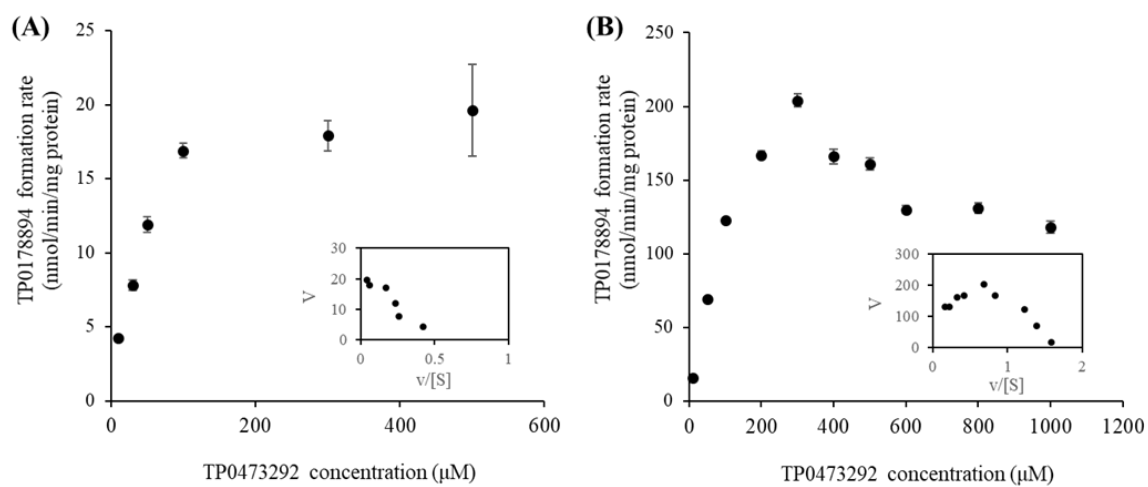 (A)
TP0178894 formation rate
(nmol/min/mg protein)
25
20
15
10
5
0
0 200 400 600
TP0473292 concentration (μM)
V
30
20
10
0
0 0.5 1
v/[S]
(B)
TP0178894 formation rate
(nmol/min/mg protein)
250
200
150
100
50
0
0 200 400 600 800 1000 1200
TP0473292 concentration (μM)
V
300
200
100
0
0 1 2
v/[S]